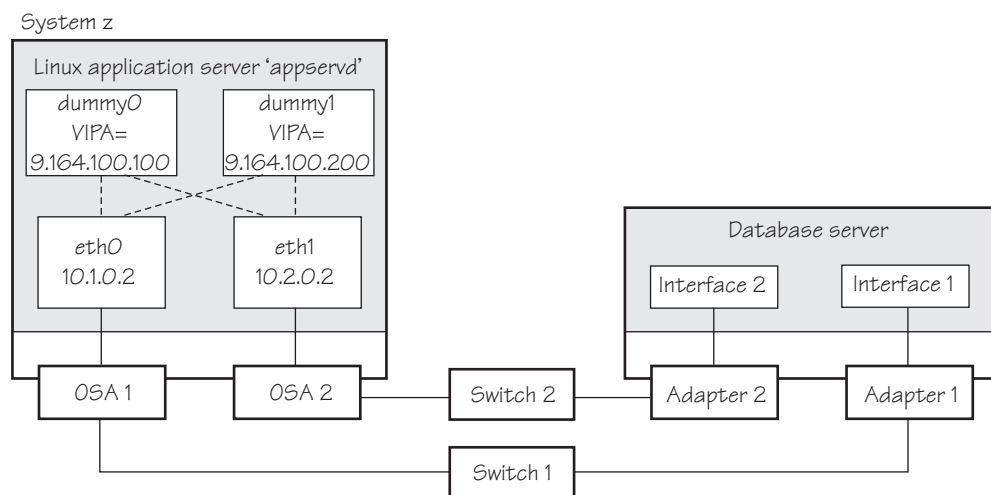 System z
Linux application server ‘appservd’
dummy0
VIPA=
9.164.100.100
dummy1
VIPA=
9.164.100.200
eth0
10.1.0.2
eth1
10.2.0.2
Database server
Interface 2
Interface 1
OSA 1
OSA 2
Switch 2
Adapter 2
Adapter 1
Switch 1